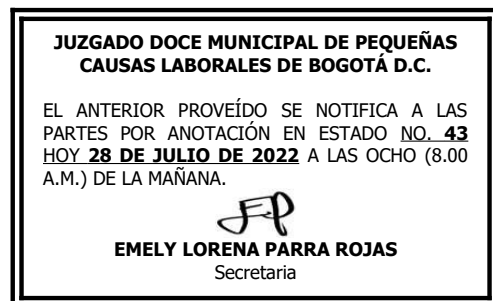 JUZGADO DOCE MUNICIPAL DE PEQUEÑAS
CAUSAS LABORALES DE BOGOTÁ D.C.
EL ANTERIOR PROVEÍDO SE NOTIFICA A LAS
PARTES POR ANOTACIÓN EN ESTADO NO. 43
HOY 28 DE JULIO DE 2022 A LAS OCHO (8.00
A.M.) DE LA MAÑANA.
EMELY LORENA PARRA ROJAS
Secretaria